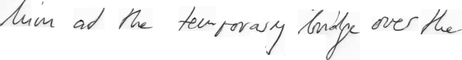 him at the temporary bridge over the